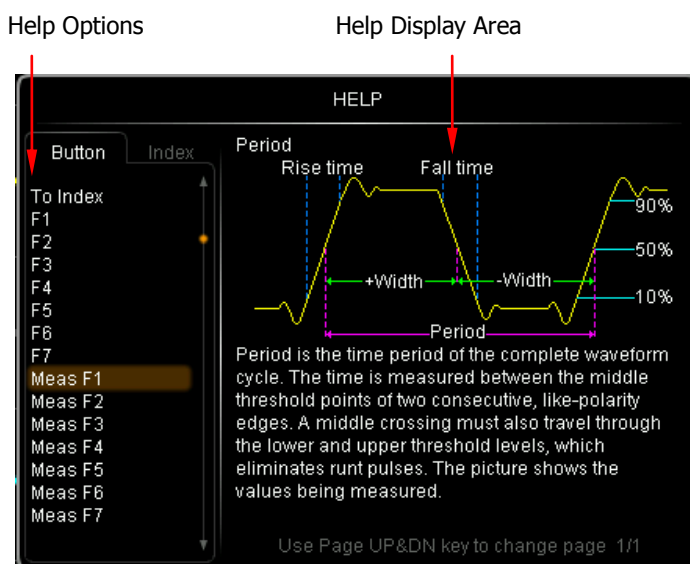 Help Options
Help Display Area
HELP
Button
Index
To Index
F1
F2
F3
F4
F5
F6
F7
Meas F1
Meas F2
Meas F3
Meas F4
Meas F5
Meas F6
Meas F7
Period
Rise time
Fall time
90%
50%
+Width
-Width
10%
Period
Period is the time period of the complete waveform
cycle. The time is measured between the middle
threshold points of two consecutive, like-polarity
edges. A middle crossing must also travel through
the lower and upper threshold levels, which
eliminates runt pulses. The picture shows the
values being measured.
Use Page UP&DN key to change page 1/1